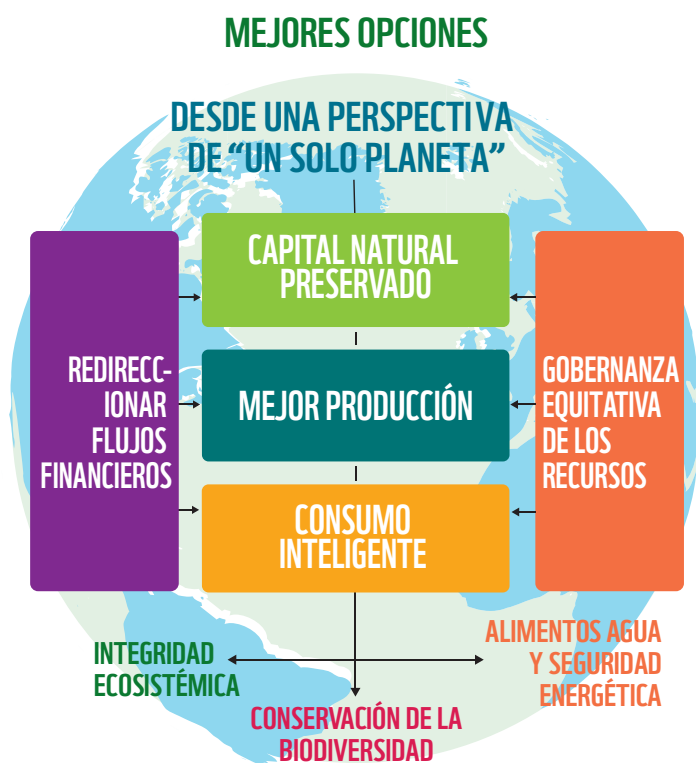 MEJORES OPCIONES
DESDE UNA PERSPECTIVA
DE “UN SOLO PLANETA”
CAPITAL NATURAL
PRESERVADO
REDIRECC-
IONAR
FLUJOS
FINANCIEROS
MEJOR PRODUCCIÓN
GOBERNANZA
EQUITATIVA
DE LOS
RECURSOS
CONSUMO
INTELIGENTE
INTEGRIDAD
ECOSISTÉMICA
ALIMENTOS AGUA
Y SEGURIDAD
ENERGÉTICA
CONSERVACIÓN DE LA
BIODIVERSIDAD